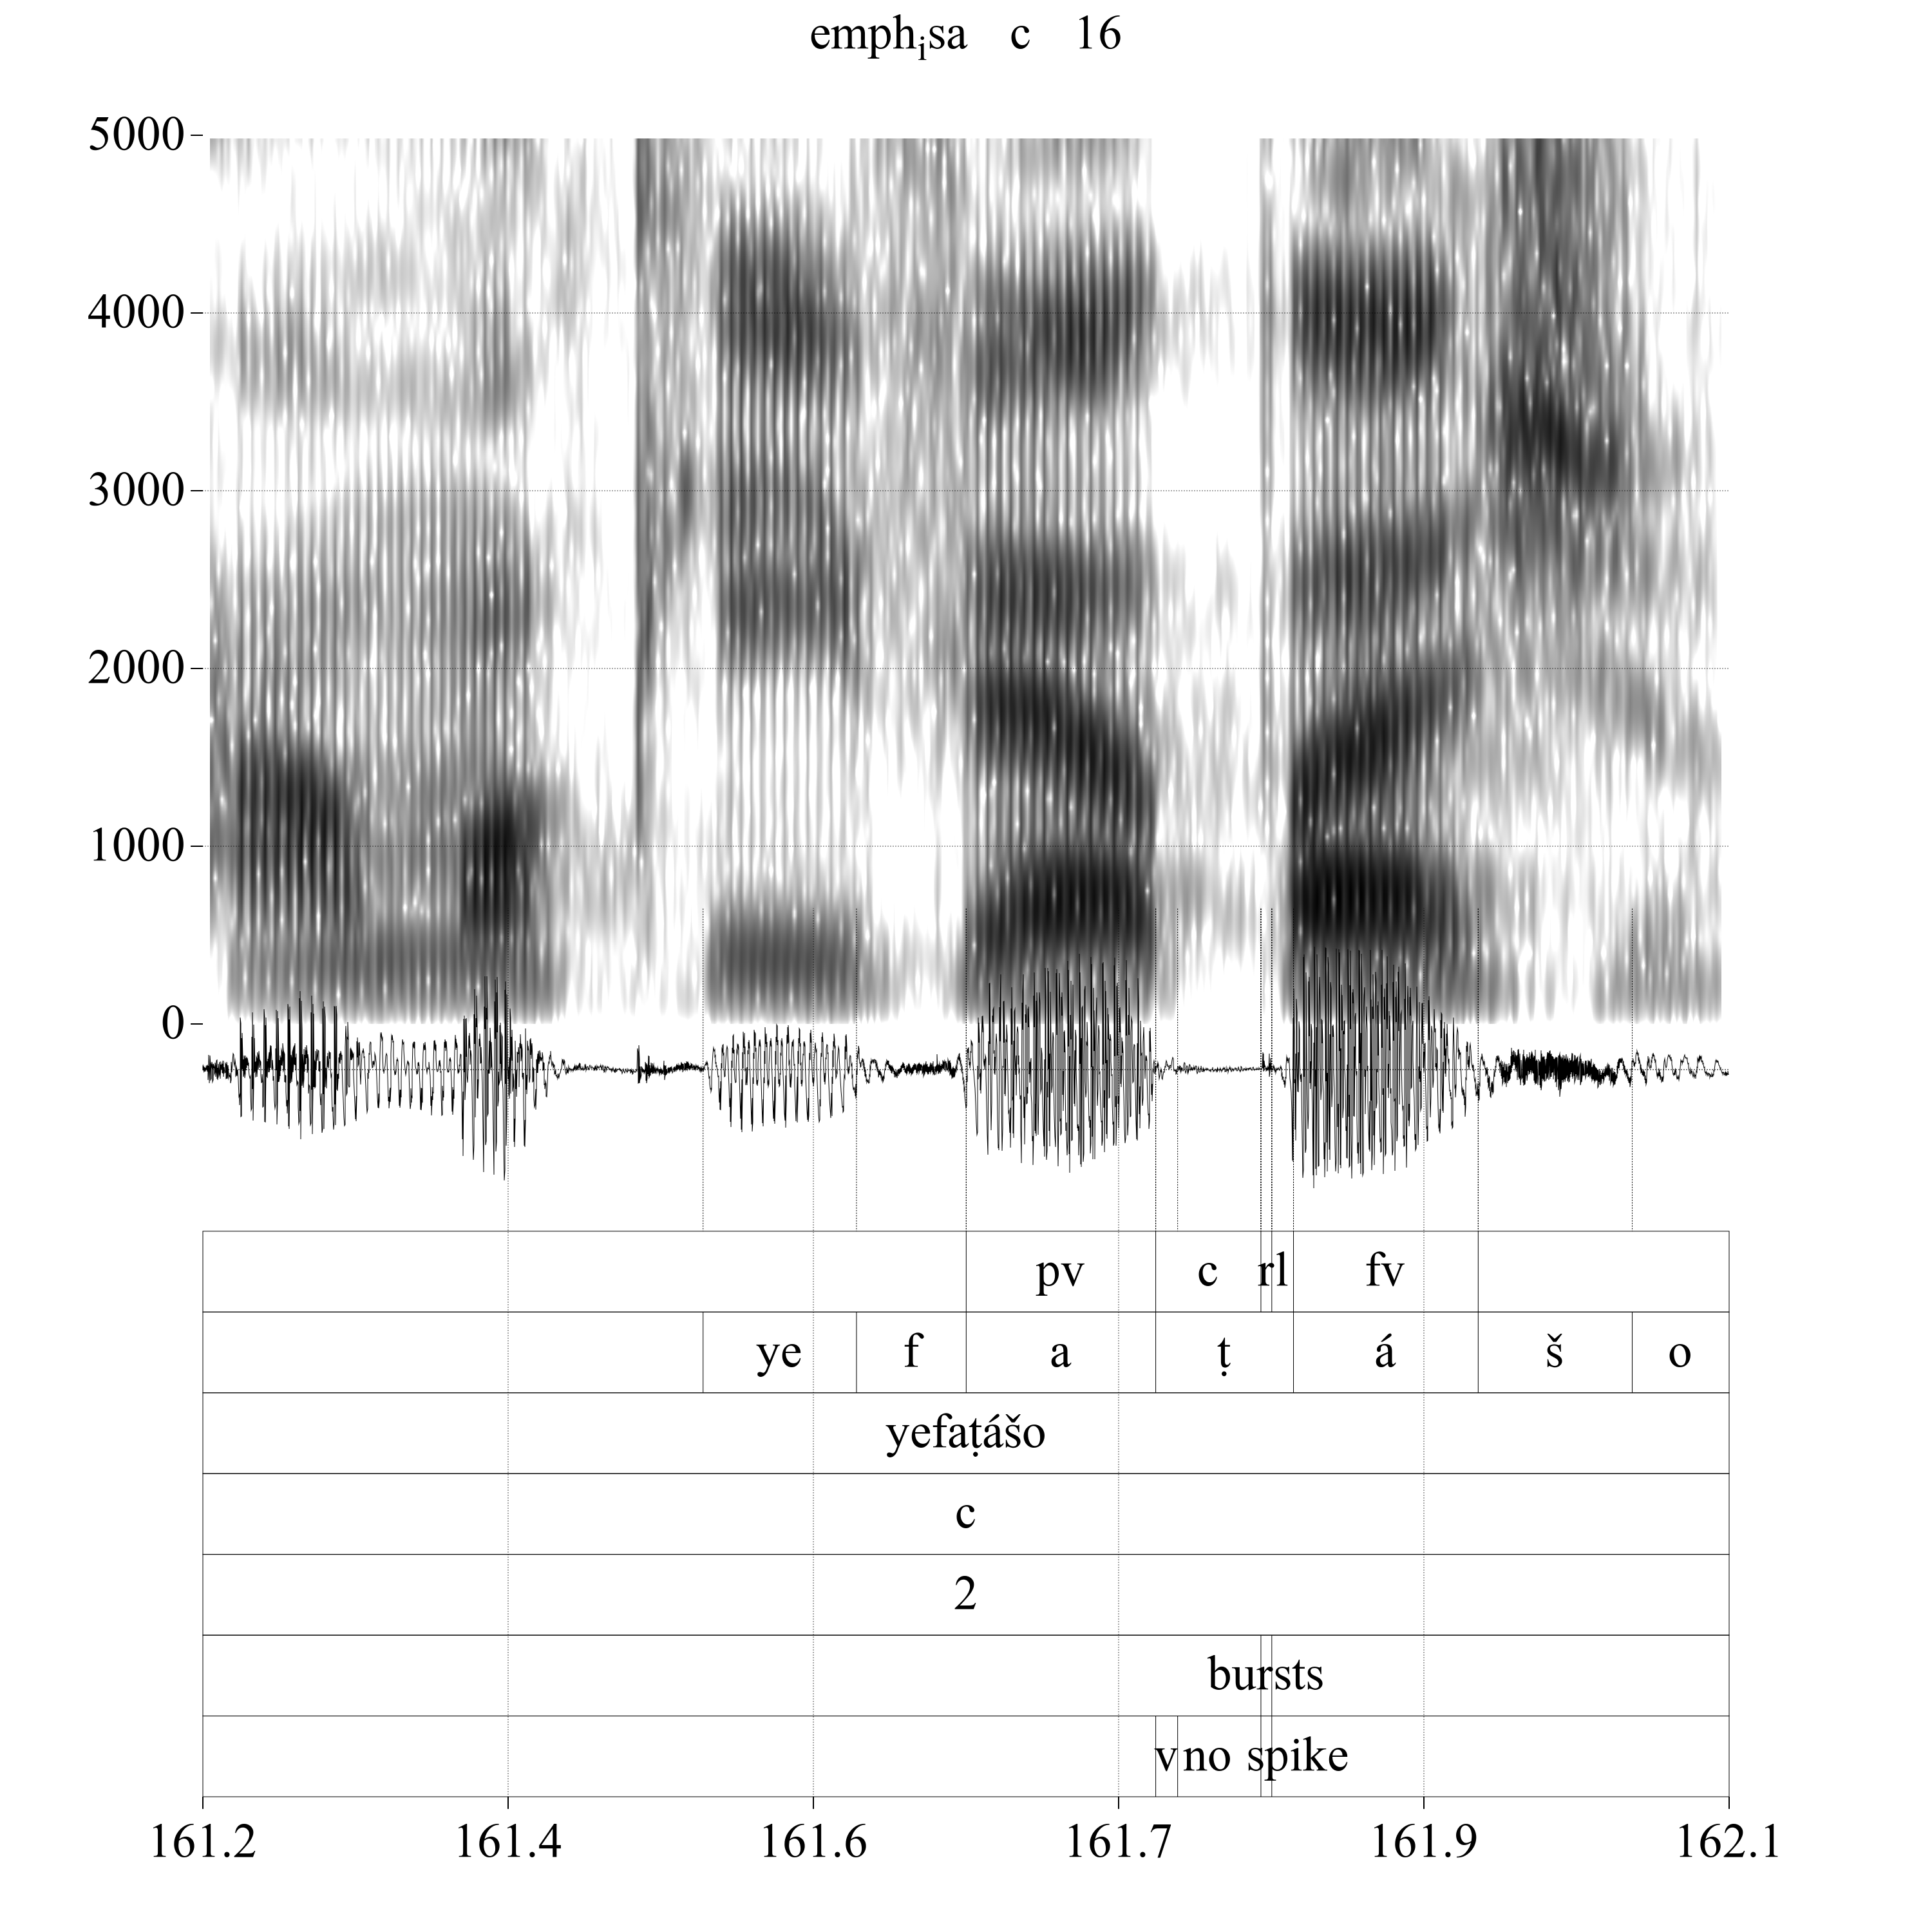 emphᵢsa c 16
5000
4000
3000
2000
1000
0
pv c rl fv
ye f a ṭ á š o
yefaṭášo
c
2
bursts
v no spike
161.2 161.4 161.6 161.7 161.9 162.1